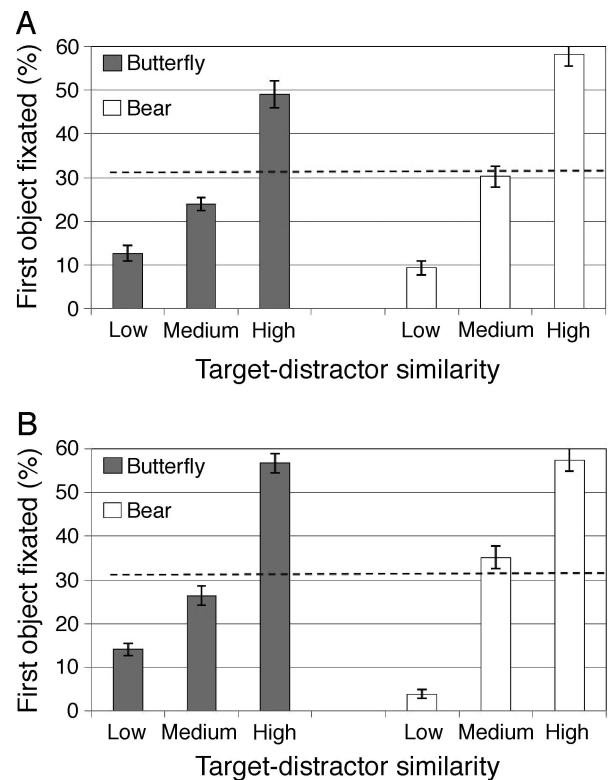 A
First object fixated (%)
60
50
40
30
20
10
0
Butterfly
Bear
Low Medium High Low Medium High
Target-distractor similarity
B
First object fixated (%)
60
50
40
30
20
10
0
Butterfly
Bear
Low Medium High Low Medium High
Target-distractor similarity